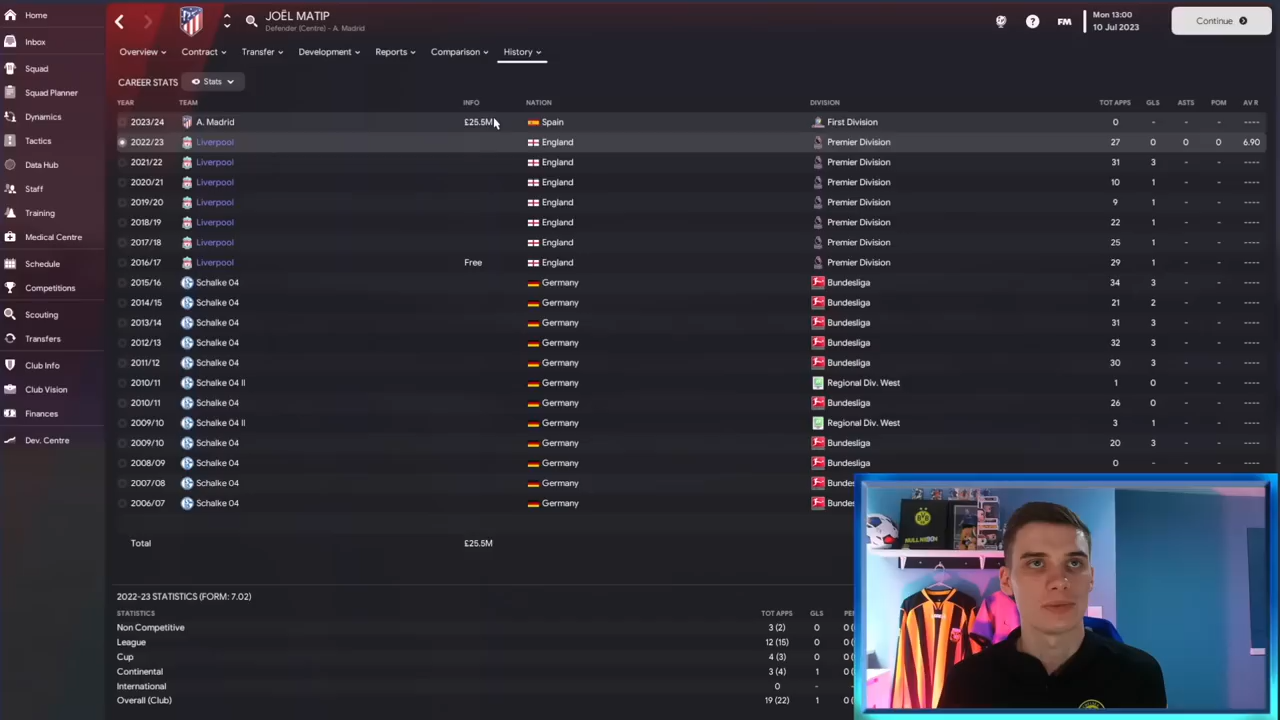 Home
JOËL MATIP
Defender (Centre) - A. Madrid
FM
Mon 13:00
10 Jul 2023
Continue
Inbox
Squad
Squad Planner
Dynamics
Tactics
Data Hub
Staff
Training
Medical Centre
Schedule
Competitions
Scouting
Transfers
Club Info
Club Vision
Finances
Dev. Centre
Overview Contract Transfer Development Reports Comparison History
CAREER STATS Stats
YEAR TEAM INFO NATION DIVISION TOT APPS GLS ASTS POM AV R
2023/24 A. Madrid £25.5M Spain First Division 0 - - - ----
2022/23 Liverpool England Premier Division 27 0 0 0 6.90
2021/22 Liverpool England Premier Division 31 3 - - ----
2020/21 Liverpool England Premier Division 10 1 - - ----
2019/20 Liverpool England Premier Division 9 1 - - ----
2018/19 Liverpool England Premier Division 22 1 - - ----
2017/18 Liverpool England Premier Division 25 1 - - ----
2016/17 Liverpool Free England Premier Division 29 1 - - ----
2015/16 Schalke 04 Germany Bundesliga 34 3 - - ----
2014/15 Schalke 04 Germany Bundesliga 21 2 - - ----
2013/14 Schalke 04 Germany Bundesliga 31 3 - - ----
2012/13 Schalke 04 Germany Bundesliga 32 3 - - ----
2011/12 Schalke 04 Germany Bundesliga 30 3 - - ----
2010/11 Schalke 04 II Germany Regional Div. West 1 0 - - ----
2010/11 Schalke 04 Germany Bundesliga 26 0 - - ----
2009/10 Schalke 04 II Germany Regional Div. West 3 1 - - ----
2009/10 Schalke 04 Germany Bundesliga 20 3 - - ----
2008/09 Schalke 04 Germany Bundesliga 0 - - - ----
2007/08 Schalke 04 Germany Bundes
2006/07 Schalke 04 Germany Bundes
Total £25.5M
2022-23 STATISTICS (FORM: 7.02)
STATISTICS TOT APPS GLS PE
Non Competitive 3 (2) 0 0 (
League 12 (15) 0 0 (
Cup 4 (3) 0 0 (
Continental 3 (4) 1 0 (
International 0 - -
Overall (Club) 19 (22) 1 0 (